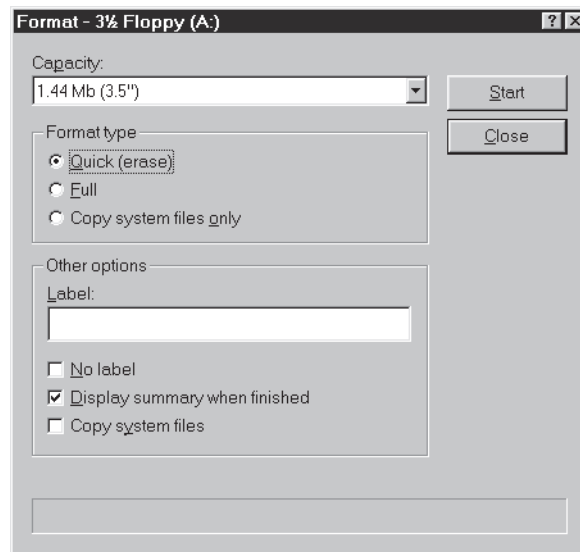 Format - 3½ Floppy (A:)
Capacity:
1.44 Mb (3.5")
Start
Close
Format type
Quick (erase)
Full
Copy system files only
Other options
Label:
No label
Display summary when finished
Copy system files